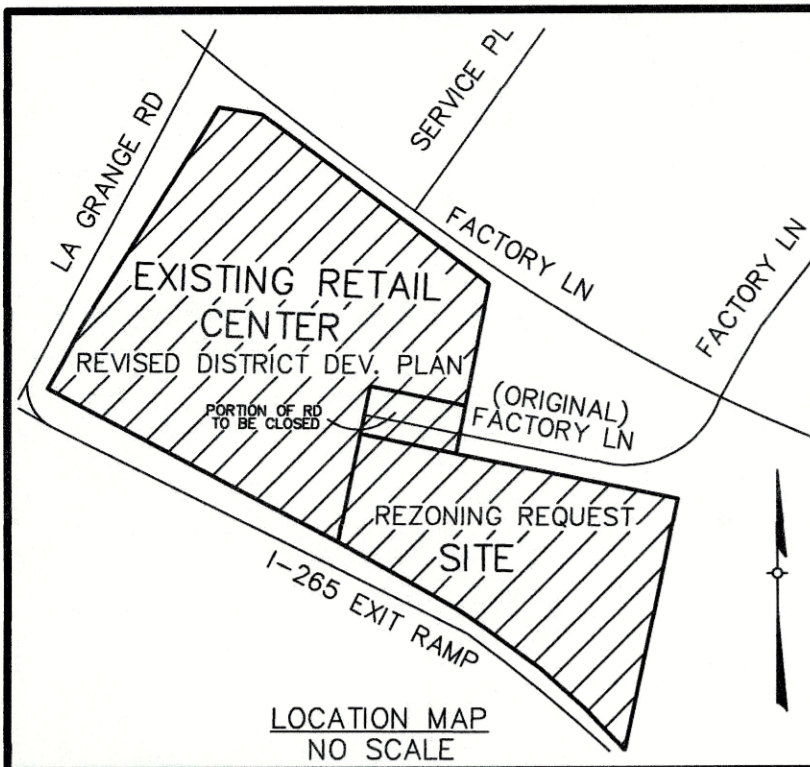 SERVICE PL
LA GRANGE RD
FACTORY LN
FACTORY LN
EXISTING RETAIL
CENTER
REVISED DISTRICT DEV. PLAN
PORTION OF RD
TO BE CLOSED
(ORIGINAL)
FACTORY LN
REZONING REQUEST
SITE
I-265 EXIT RAMP
LOCATION MAP
NO SCALE